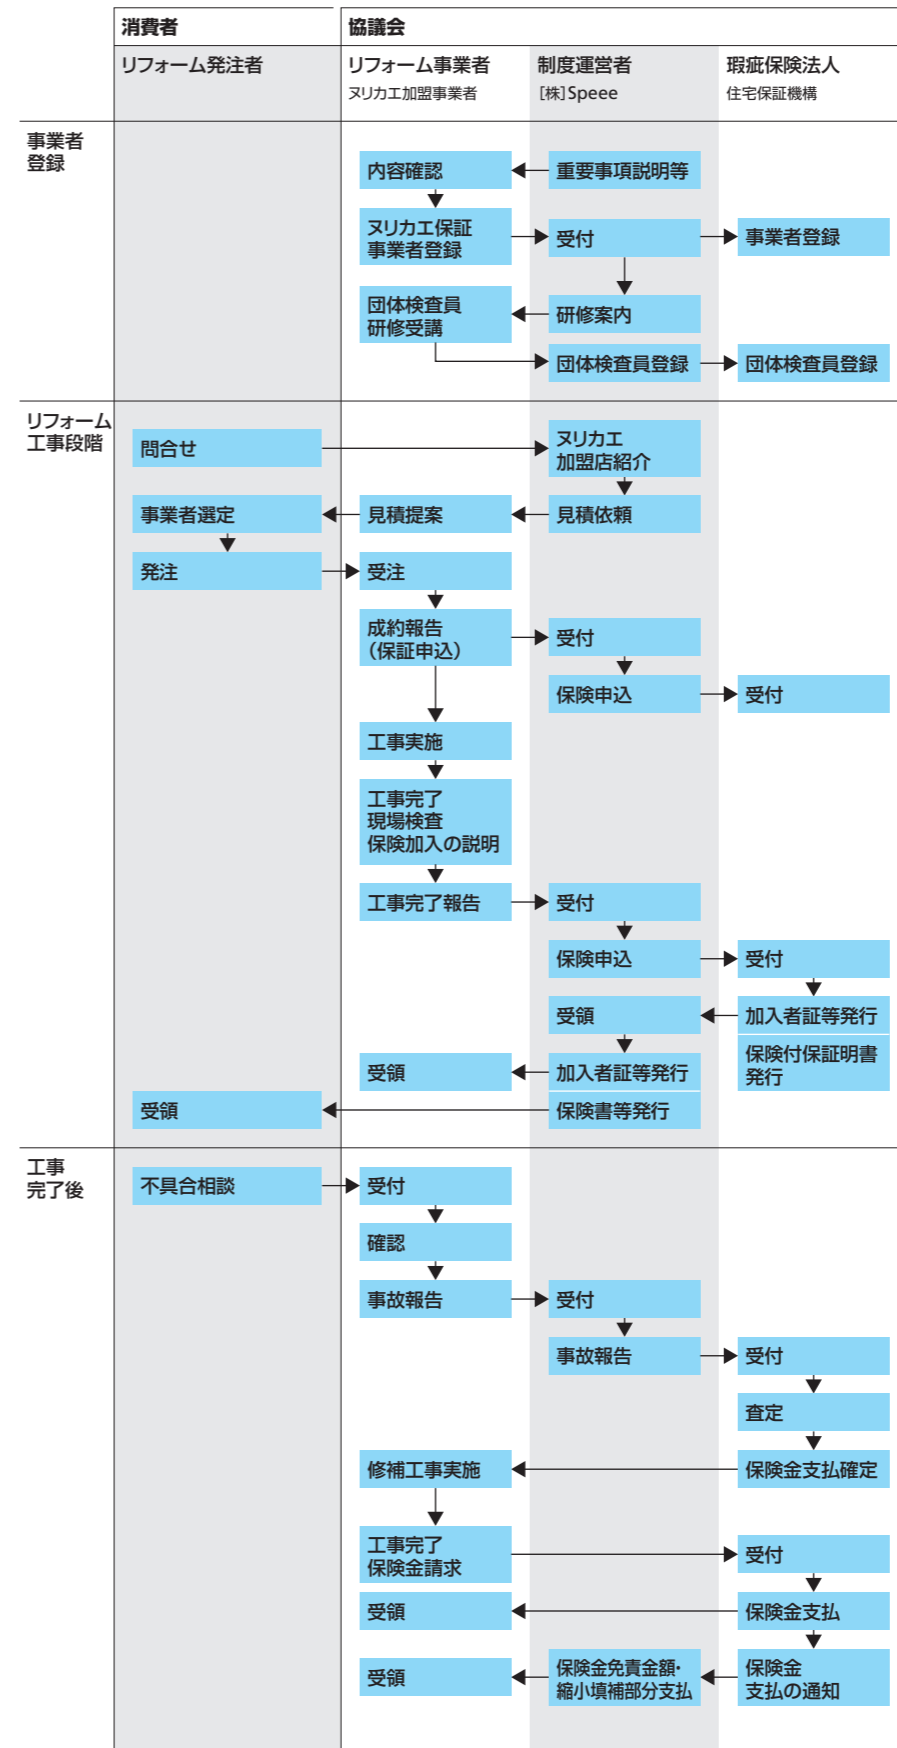 消費者
協議会
リフォーム発注者
リフォーム事業者
ヌリカエ加盟事業者
制度運営者
［株］Speee
瑕疵保険法人
住宅保証機構
事業者
登録
内容確認
重要事項説明等
ヌリカエ保証
事業者登録
受付
事業者登録
団体検査員
研修受講
研修案内
団体検査員登録
団体検査員登録
リフォーム
工事段階
問合せ
ヌリカエ
加盟店紹介
事業者選定
見積提案
見積依頼
発注
受注
成約報告
（保証申込）
受付
保険申込
受付
工事実施
工事完了
現場検査
保険加入の説明
工事完了報告
受付
保険申込
受付
受領
加入者証等発行
保険付保証明書
発行
受領
加入者証等発行
受領
保険書等発行
工事
完了後
不具合相談
受付
確認
事故報告
受付
事故報告
受付
査定
修補工事実施
保険金支払確定
工事完了
保険金請求
受付
受領
保険金支払
受領
保険金免責金額・
縮小填補部分支払
保険金
支払の通知